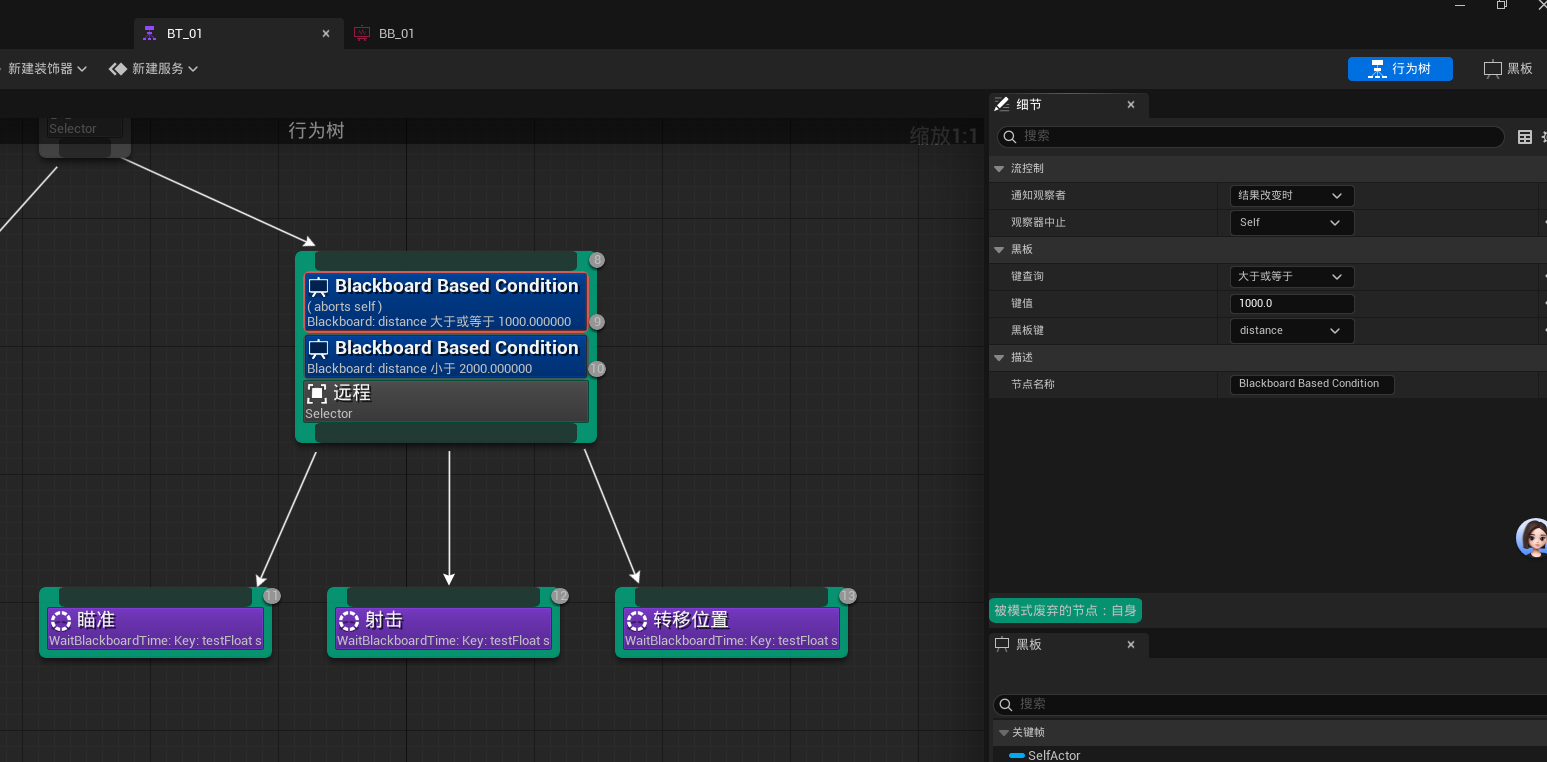 BT_01
BB_01
新建装饰器
新建服务
行为树
黑板
Selector
行为树
缩放1:1
8
Blackboard Based Condition
( aborts self )
Blackboard: distance 大于或等于 1000.000000
9
Blackboard Based Condition
Blackboard: distance 小于 2000.000000
10
远程
Selector
11
瞄准
WaitBlackboardTime: Key: testFloat s
12
射击
WaitBlackboardTime: Key: testFloat s
13
转移位置
WaitBlackboardTime: Key: testFloat s
细节
搜索
流控制
通知观察者
结果改变时
观察器中止
Self
黑板
键查询
大于或等于
键值
1000.0
黑板键
distance
描述
节点名称
Blackboard Based Condition
被模式废弃的节点：自身
黑板
搜索
关键帧
SelfActor